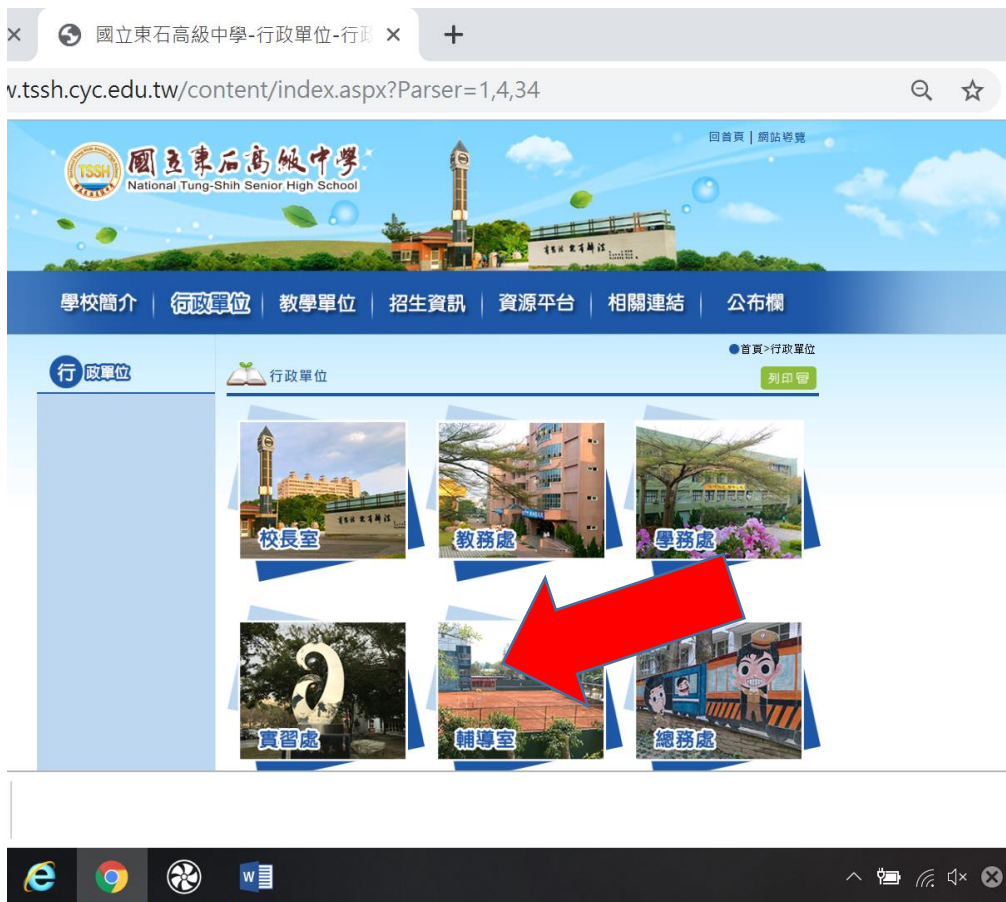 國立東石高級中學-行政單位-行政
w.tssh.cyc.edu.tw/content/index.aspx?Parser=1,4,34
回首頁 | 網站導覽
TSSH
國立東石高級中學
National Tung-Shih Senior High School
學校簡介 | 行政單位 | 教學單位 | 招生資訊 | 資源平台 | 相關連結 | 公布欄
首頁>行政單位
行政單位
行政單位
列印
校長室
教務處
學務處
實習處
輔導室
總務處